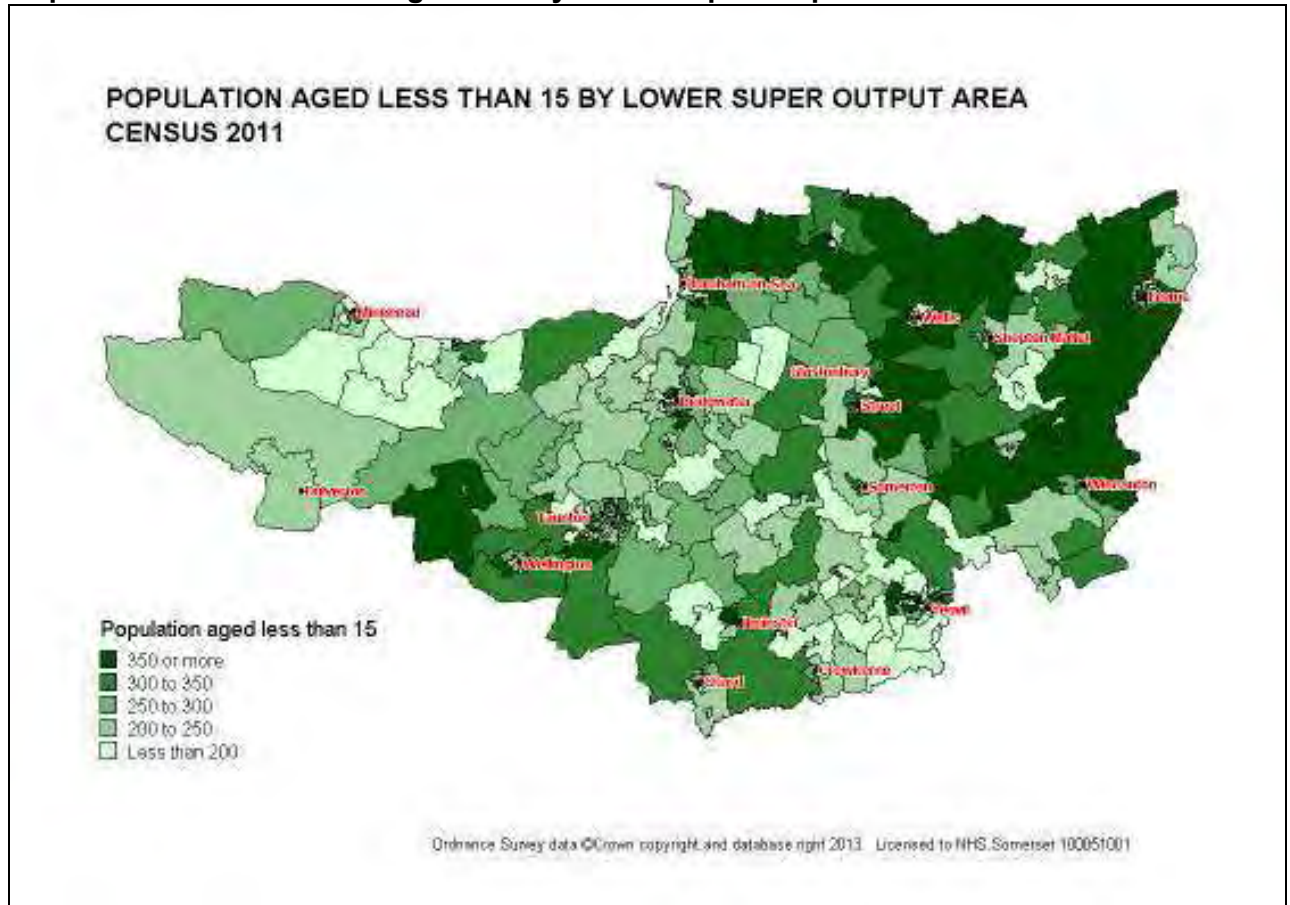 POPULATION AGED LESS THAN 15 BY LOWER SUPER OUTPUT AREA
CENSUS 2011
Minehead
Burnham-on-Sea
Frome
Wells
Shepton Mallet
Glastonbury
Bridgwater
Street
Dulverton
Somerton
Wincanton
Taunton
Wellington
Yeovil
Ilminster
Crewkerne
Chard
Population aged less than 15
350 or more
300 to 350
250 to 300
200 to 250
Less than 200
Ordnance Survey data ©Crown copyright and database right 2013 Licensed to NHS Somerset 100051001